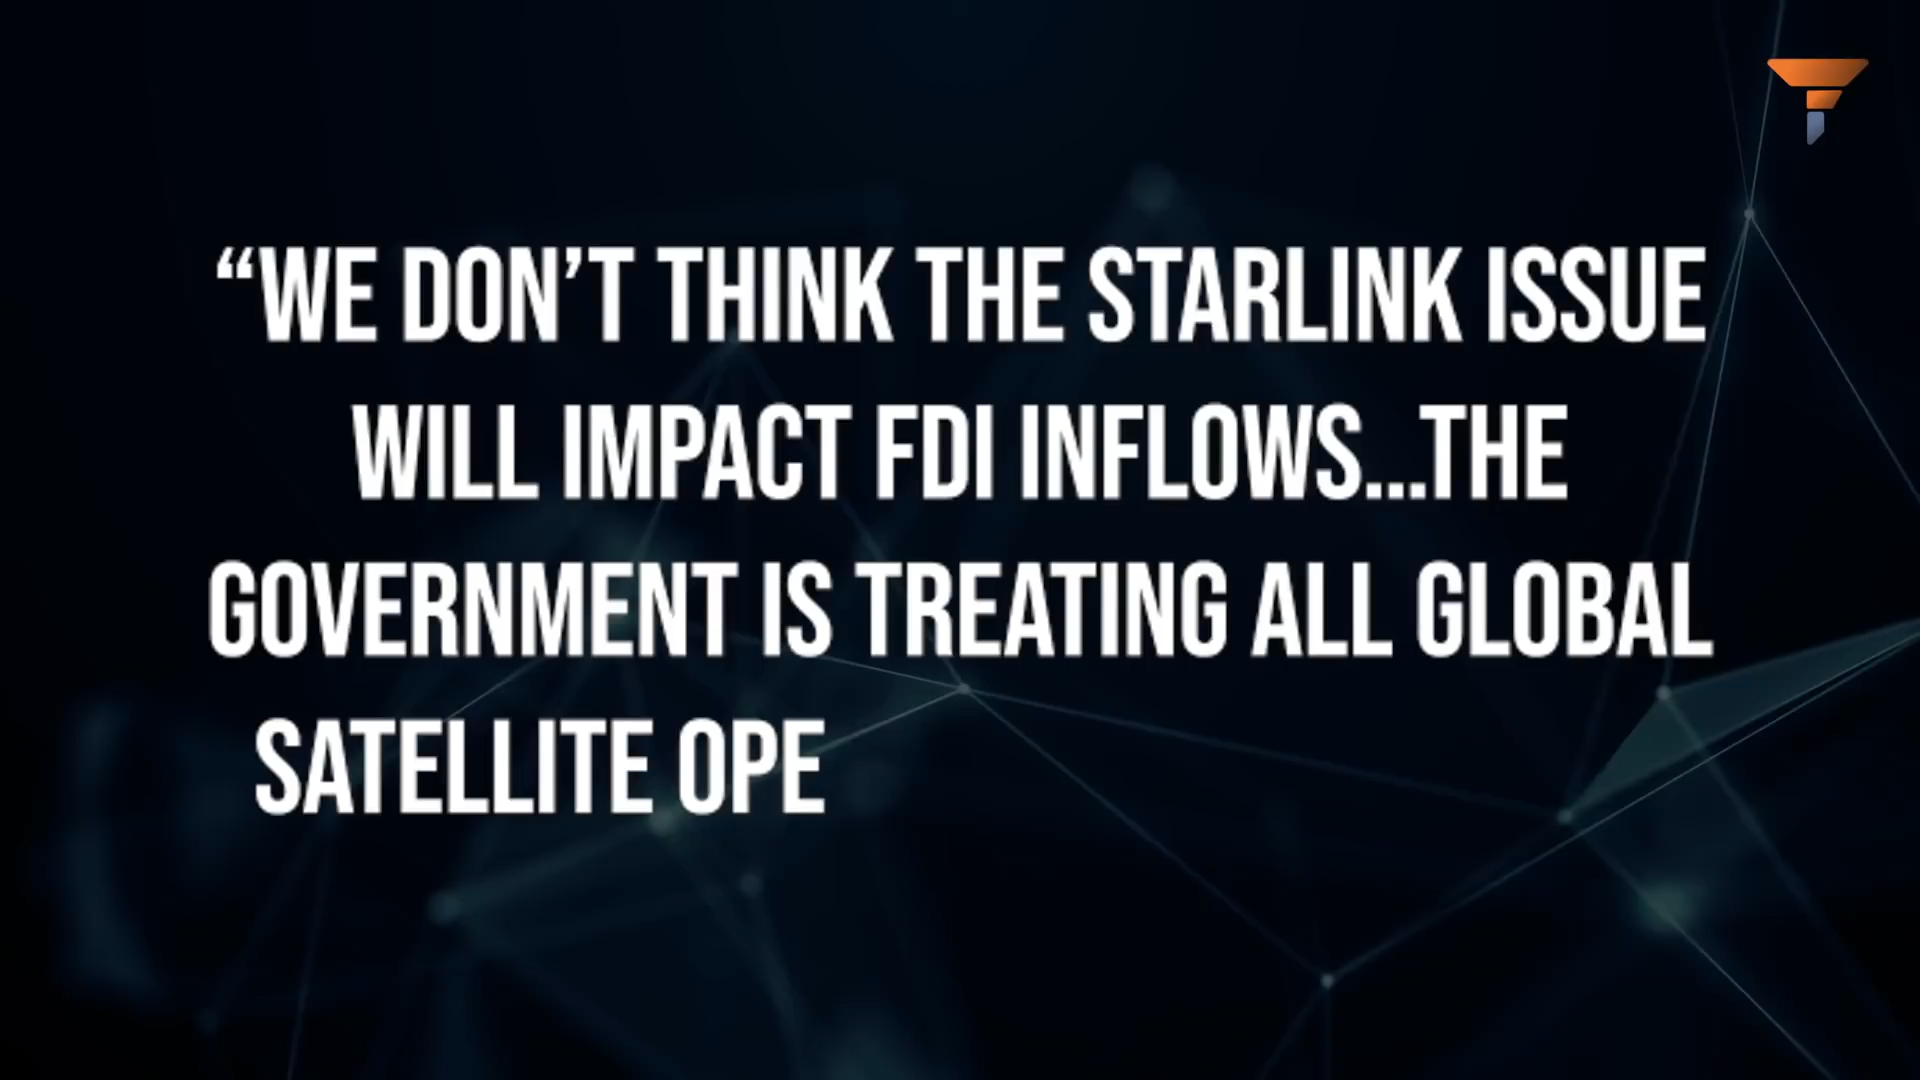 “WE DON’T THINK THE STARLINK ISSUE
WILL IMPACT FDI INFLOWS...THE
GOVERNMENT IS TREATING ALL GLOBAL
SATELLITE OPE